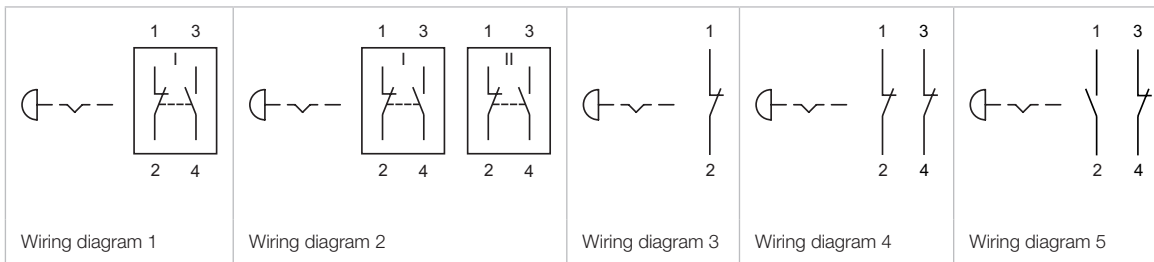 1 3
I
2 4
Wiring diagram 1
1 3 1 3
I II
2 4 2 4
Wiring diagram 2
1
2
Wiring diagram 3
1 3
2 4
Wiring diagram 4
1 3
2 4
Wiring diagram 5